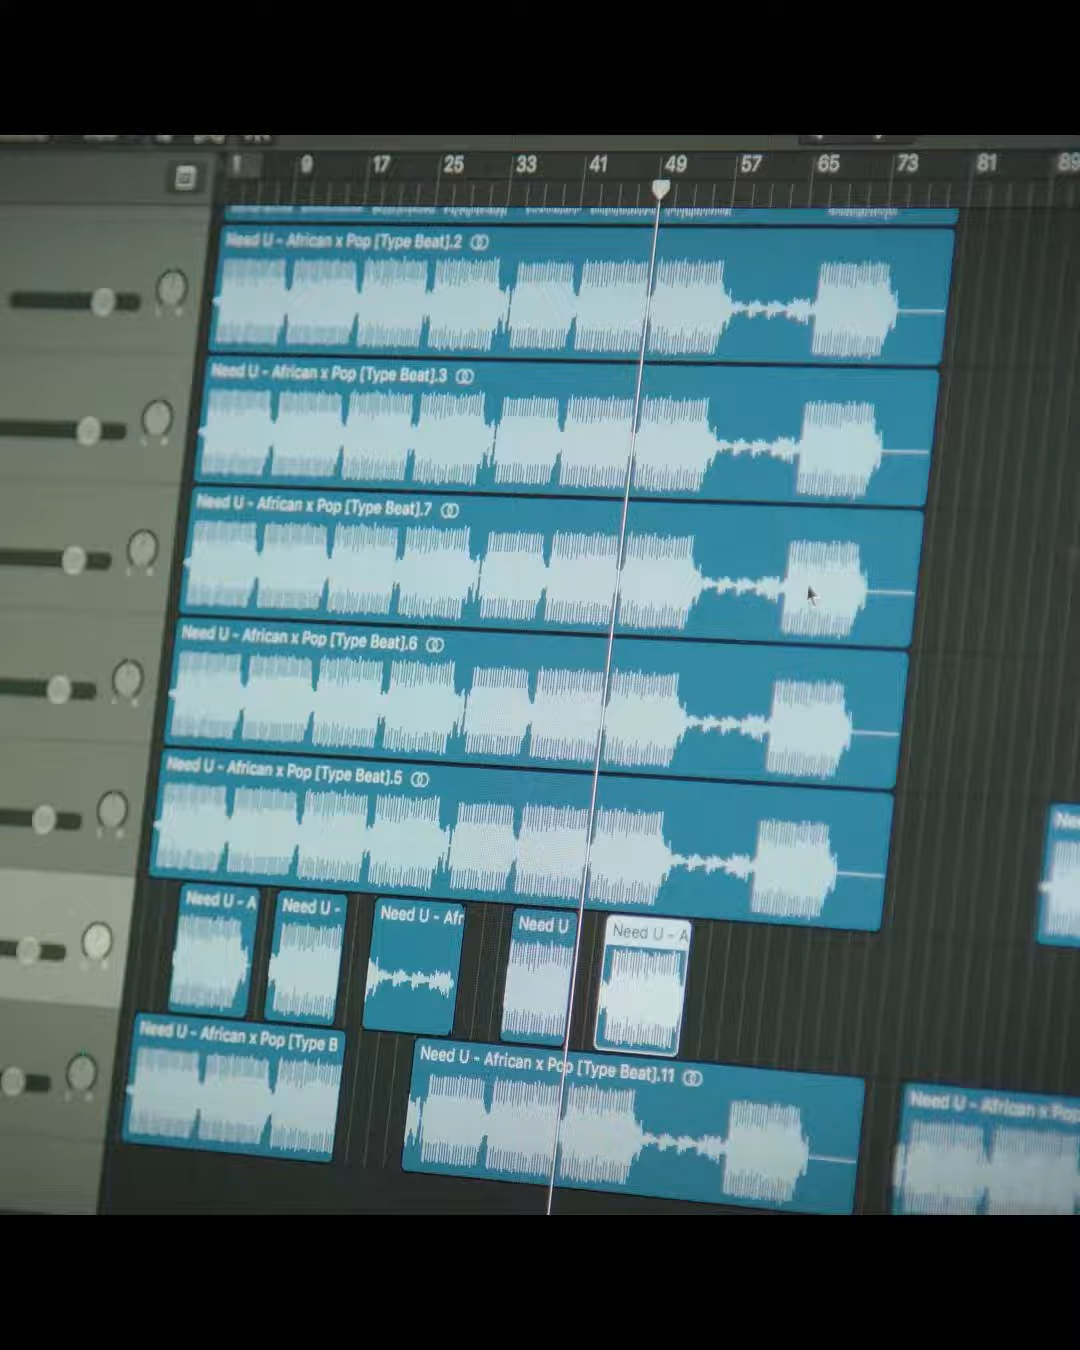 1 9 17 25 33 41 49 57 65 73 81 89
Need U - African x Pop [Type Beat].2
Need U - African x Pop [Type Beat].3
Need U - African x Pop [Type Beat].7
Need U - African x Pop [Type Beat].6
Need U - African x Pop [Type Beat].5
Nee
Need U - A
Need U -
Need U - Afr
Need U
Need U - A
Need U - African x Pop [Type B
Need U - African x Pop [Type Beat].11
Need U - African x Pop